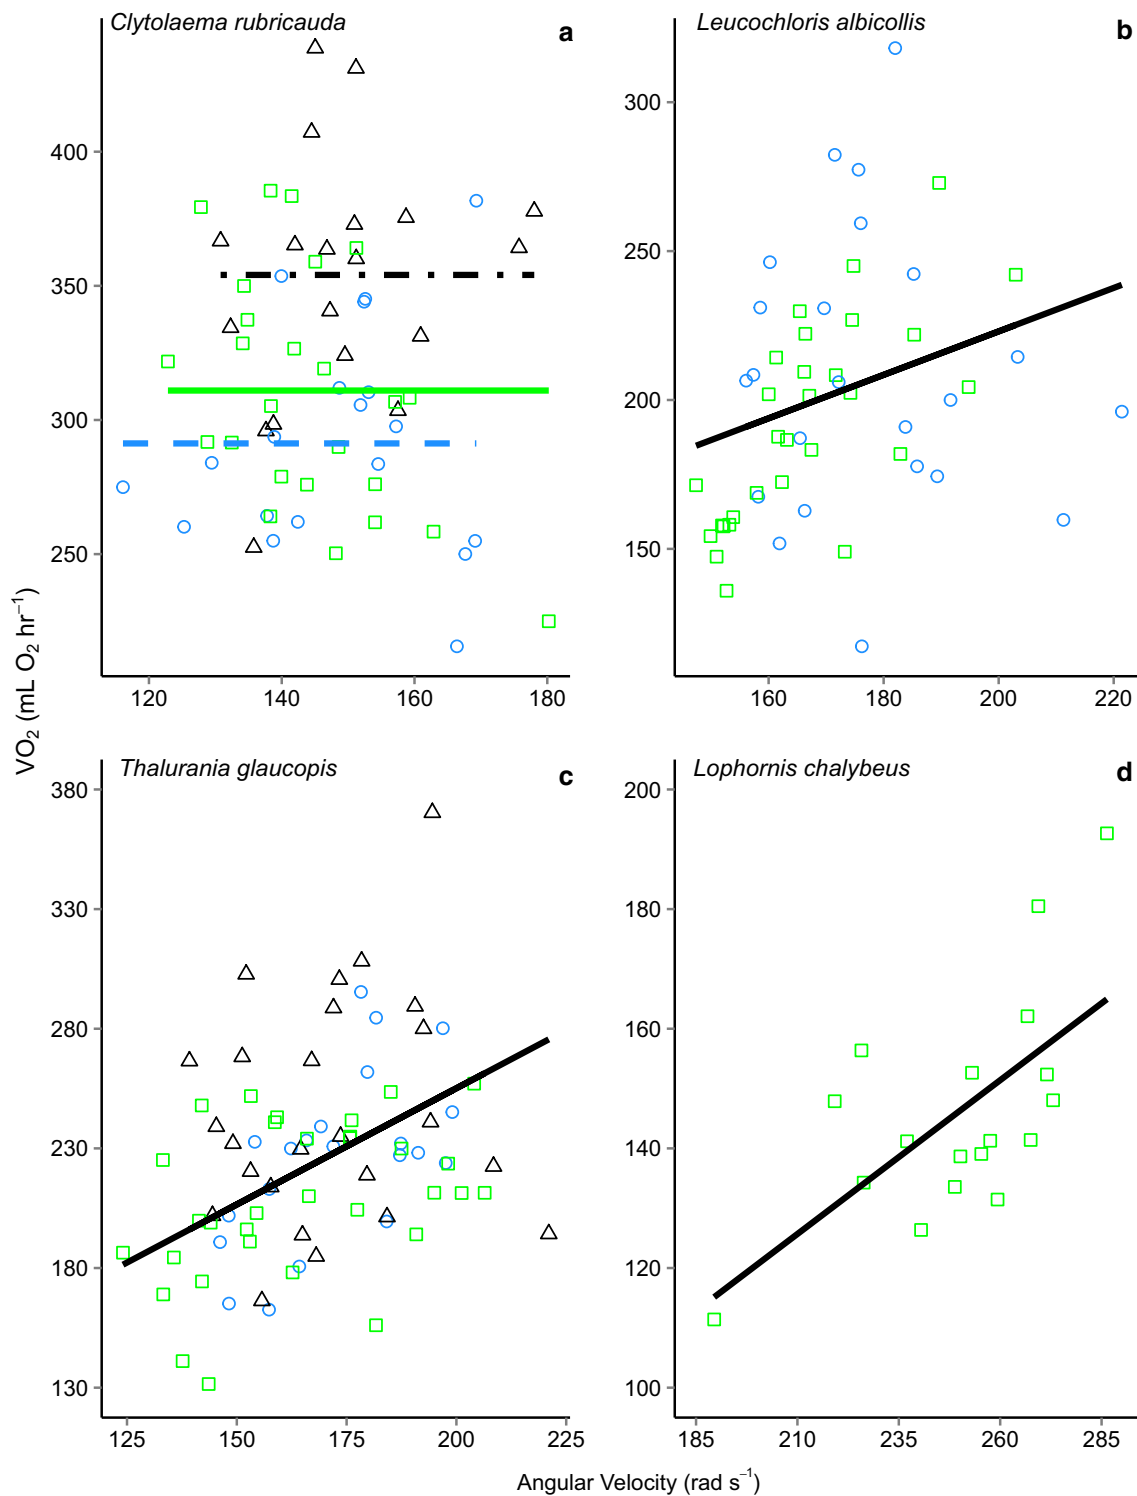 Clytolaema rubricauda
a
400
350
300
250
120 140 160 180
Leucochloris albicollis
b
300
250
200
150
160 180 200 220
VO₂ (mL O₂ hr⁻¹)
Thalurania glaucopis
c
380
330
280
230
180
130
125 150 175 200 225
Lophornis chalybeus
d
200
180
160
140
120
100
185 210 235 260 285
Angular Velocity (rad s⁻¹)